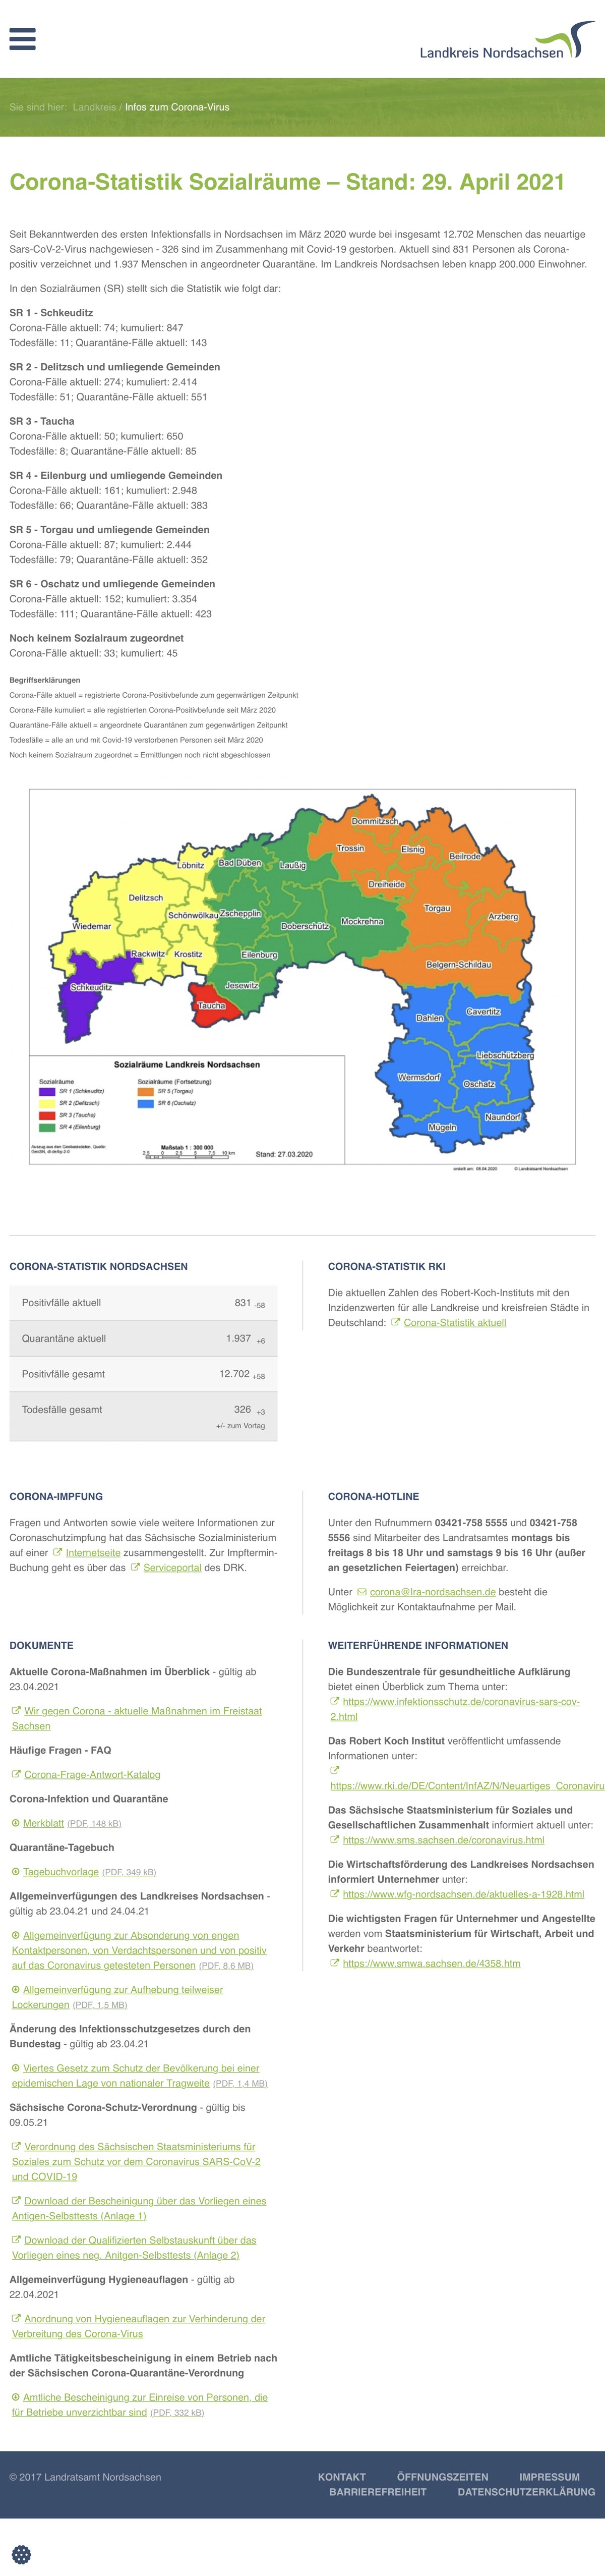 Landkreis Nordsachsen
Sie sind hier: Landkreis / Infos zum Corona-Virus
Corona-Statistik Sozialräume – Stand: 29. April 2021
Seit Bekanntwerden des ersten Infektionsfalls in Nordsachsen im März 2020 wurde bei insgesamt 12.702 Menschen das neuartige
Sars-CoV-2-Virus nachgewiesen - 326 sind im Zusammenhang mit Covid-19 gestorben. Aktuell sind 831 Personen als Corona-
positiv verzeichnet und 1.937 Menschen in angeordneter Quarantäne. Im Landkreis Nordsachsen leben knapp 200.000 Einwohner.
In den Sozialräumen (SR) stellt sich die Statistik wie folgt dar:
SR 1 - Schkeuditz
Corona-Fälle aktuell: 74; kumuliert: 847
Todesfälle: 11; Quarantäne-Fälle aktuell: 143
SR 2 - Delitzsch und umliegende Gemeinden
Corona-Fälle aktuell: 274; kumuliert: 2.414
Todesfälle: 51; Quarantäne-Fälle aktuell: 551
SR 3 - Taucha
Corona-Fälle aktuell: 50; kumuliert: 650
Todesfälle: 8; Quarantäne-Fälle aktuell: 85
SR 4 - Eilenburg und umliegende Gemeinden
Corona-Fälle aktuell: 161; kumuliert: 2.948
Todesfälle: 66; Quarantäne-Fälle aktuell: 383
SR 5 - Torgau und umliegende Gemeinden
Corona-Fälle aktuell: 87; kumuliert: 2.444
Todesfälle: 79; Quarantäne-Fälle aktuell: 352
SR 6 - Oschatz und umliegende Gemeinden
Corona-Fälle aktuell: 152; kumuliert: 3.354
Todesfälle: 111; Quarantäne-Fälle aktuell: 423
Noch keinem Sozialraum zugeordnet
Corona-Fälle aktuell: 33; kumuliert: 45
Begriffserklärungen
Corona-Fälle aktuell = registrierte Corona-Positivbefunde zum gegenwärtigen Zeitpunkt
Corona-Fälle kumuliert = alle registrierten Corona-Positivbefunde seit März 2020
Quarantäne-Fälle aktuell = angeordnete Quarantänen zum gegenwärtigen Zeitpunkt
Todesfälle = alle an und mit Covid-19 verstorbenen Personen seit März 2020
Noch keinem Sozialraum zugeordnet = Ermittlungen noch nicht abgeschlossen
Dommitzsch
Trossin
Elsnig
Beilrode
Löbnitz
Bad Düben
Laußig
Dreiheide
Delitzsch
Schönwölkau
Zschepplin
Torgau
Arzberg
Wiedemar
Doberschütz
Mockrehna
Rackwitz
Krostitz
Eilenburg
Belgern-Schildau
Schkeuditz
Jesewitz
Taucha
Dahlen
Cavertitz
Liebschützberg
Wermsdorf
Oschatz
Naundorf
Mügeln
Sozialräume Landkreis Nordsachsen
Sozialräume
Sozialräume (Fortsetzung)
SR 1 (Schkeuditz)
SR 5 (Torgau)
SR 2 (Delitzsch)
SR 6 (Oschatz)
SR 3 (Taucha)
SR 4 (Eilenburg)
Auszug aus den Geobasisdaten, Quelle:
GeoSN, dl-de/by-2-0
Maßstab 1 : 300 000
2,5 0 2,5 5 7,5 10 km
Stand: 27.03.2020
erstellt am: 08.04.2020 © Landratsamt Nordsachsen
CORONA-STATISTIK NORDSACHSEN
Positivfälle aktuell 831 -58
Quarantäne aktuell 1.937 +6
Positivfälle gesamt 12.702 +58
Todesfälle gesamt 326 +3
+/- zum Vortag
CORONA-STATISTIK RKI
Die aktuellen Zahlen des Robert-Koch-Instituts mit den
Inzidenzwerten für alle Landkreise und kreisfreien Städte in
Deutschland: Corona-Statistik aktuell
CORONA-IMPFUNG
Fragen und Antworten sowie viele weitere Informationen zur
Coronaschutzimpfung hat das Sächsische Sozialministerium
auf einer Internetseite zusammengestellt. Zur Impftermin-
Buchung geht es über das Serviceportal des DRK.
CORONA-HOTLINE
Unter den Rufnummern 03421-758 5555 und 03421-758
5556 sind Mitarbeiter des Landratsamtes montags bis
freitags 8 bis 18 Uhr und samstags 9 bis 16 Uhr (außer
an gesetzlichen Feiertagen) erreichbar.
Unter corona@lra-nordsachsen.de besteht die
Möglichkeit zur Kontaktaufnahme per Mail.
DOKUMENTE
Aktuelle Corona-Maßnahmen im Überblick - gültig ab
23.04.2021
Wir gegen Corona - aktuelle Maßnahmen im Freistaat
Sachsen
Häufige Fragen - FAQ
Corona-Frage-Antwort-Katalog
Corona-Infektion und Quarantäne
Merkblatt (PDF, 148 kB)
Quarantäne-Tagebuch
Tagebuchvorlage (PDF, 349 kB)
Allgemeinverfügungen des Landkreises Nordsachsen -
gültig ab 23.04.21 und 24.04.21
Allgemeinverfügung zur Absonderung von engen
Kontaktpersonen, von Verdachtspersonen und von positiv
auf das Coronavirus getesteten Personen (PDF, 8,6 MB)
Allgemeinverfügung zur Aufhebung teilweiser
Lockerungen (PDF, 1,5 MB)
Änderung des Infektionsschutzgesetzes durch den
Bundestag - gültig ab 23.04.21
Viertes Gesetz zum Schutz der Bevölkerung bei einer
epidemischen Lage von nationaler Tragweite (PDF, 1,4 MB)
Sächsische Corona-Schutz-Verordnung - gültig bis
09.05.21
Verordnung des Sächsischen Staatsministeriums für
Soziales zum Schutz vor dem Coronavirus SARS-CoV-2
und COVID-19
Download der Bescheinigung über das Vorliegen eines
Antigen-Selbsttests (Anlage 1)
Download der Qualifizierten Selbstauskunft über das
Vorliegen eines neg. Anitgen-Selbsttests (Anlage 2)
Allgemeinverfügung Hygieneauflagen - gültig ab
22.04.2021
Anordnung von Hygieneauflagen zur Verhinderung der
Verbreitung des Corona-Virus
Amtliche Tätigkeitsbescheinigung in einem Betrieb nach
der Sächsischen Corona-Quarantäne-Verordnung
Amtliche Bescheinigung zur Einreise von Personen, die
für Betriebe unverzichtbar sind (PDF, 332 kB)
WEITERFÜHRENDE INFORMATIONEN
Die Bundeszentrale für gesundheitliche Aufklärung
bietet einen Überblick zum Thema unter:
https://www.infektionsschutz.de/coronavirus-sars-cov-
2.html
Das Robert Koch Institut veröffentlicht umfassende
Informationen unter:
https://www.rki.de/DE/Content/InfAZ/N/Neuartiges_Coronaviru
Das Sächsische Staatsministerium für Soziales und
Gesellschaftlichen Zusammenhalt informiert aktuell unter:
https://www.sms.sachsen.de/coronavirus.html
Die Wirtschaftsförderung des Landkreises Nordsachsen
informiert Unternehmer unter:
https://www.wfg-nordsachsen.de/aktuelles-a-1928.html
Die wichtigsten Fragen für Unternehmer und Angestellte
werden vom Staatsministerium für Wirtschaft, Arbeit und
Verkehr beantwortet:
https://www.smwa.sachsen.de/4358.htm
© 2017 Landratsamt Nordsachsen
KONTAKT ÖFFNUNGSZEITEN IMPRESSUM
BARRIEREFREIHEIT DATENSCHUTZERKLÄRUNG